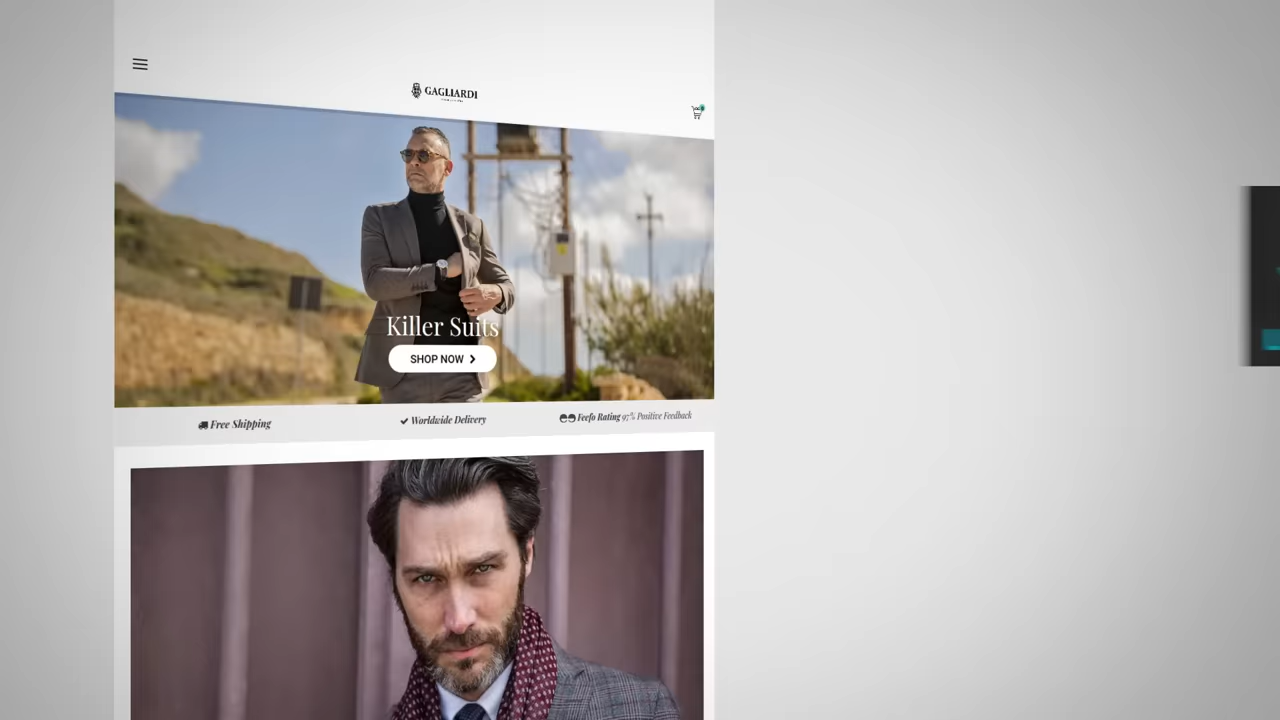 GAGLIARDI
Killer Suits
SHOP NOW
Free Shipping
Worldwide Delivery
Feefo Rating 97% Positive Feedback